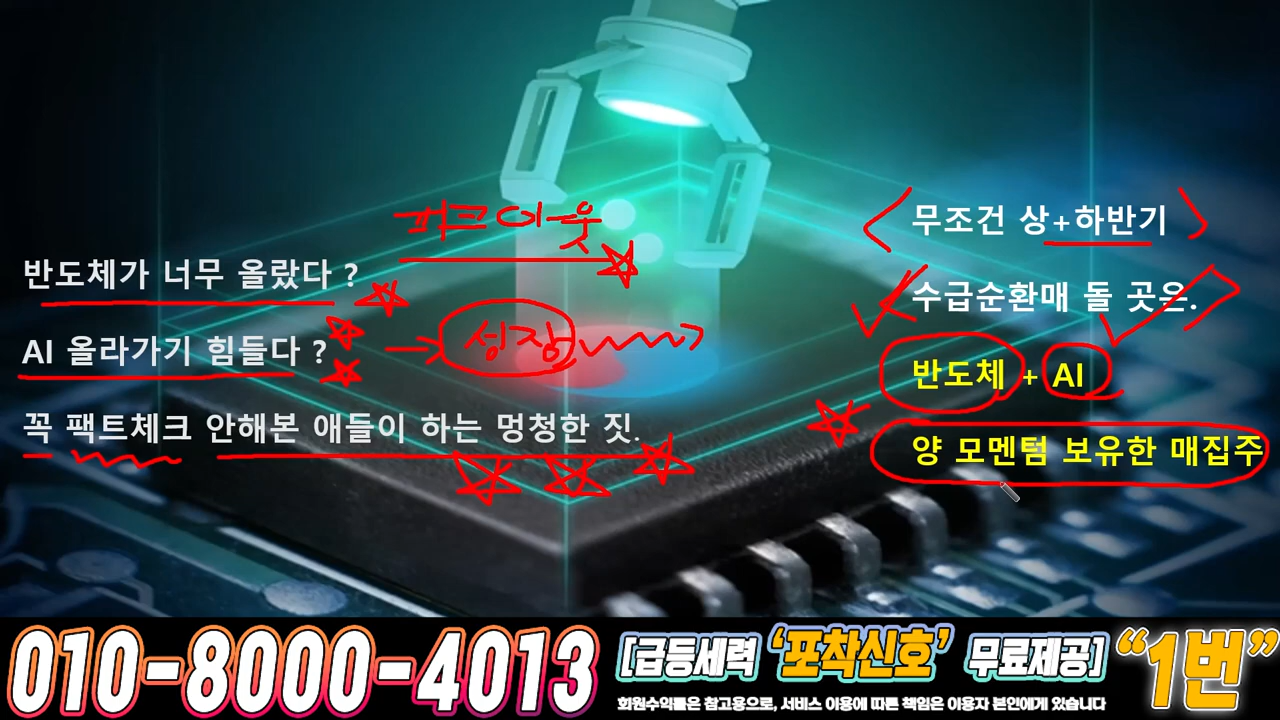 피크이웃
반도체가 너무 올랐다 ?
AI 올라가기 힘들다 ?
성장
꼭 팩트체크 안해본 애들이 하는 멍청한 짓.
무조건 상+하반기
수급순환매 돌 곳은.
반도체 + AI
양 모멘텀 보유한 매집주
010-8000-4013
[급등세력 '포착신호' 무료제공] "1번"
회원수익률은 참고용으로, 서비스 이용에 따른 책임은 이용자 본인에게 있습니다